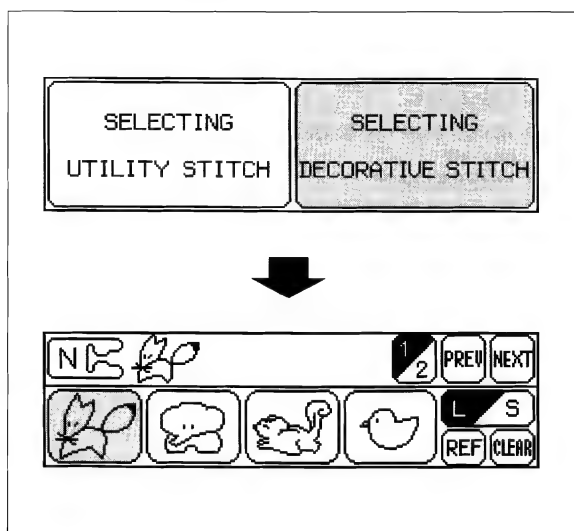 SELECTING
UTILITY STITCH
SELECTING
DECORATIVE STITCH
N 1/2 PREV NEXT
L S
REF CLEAR